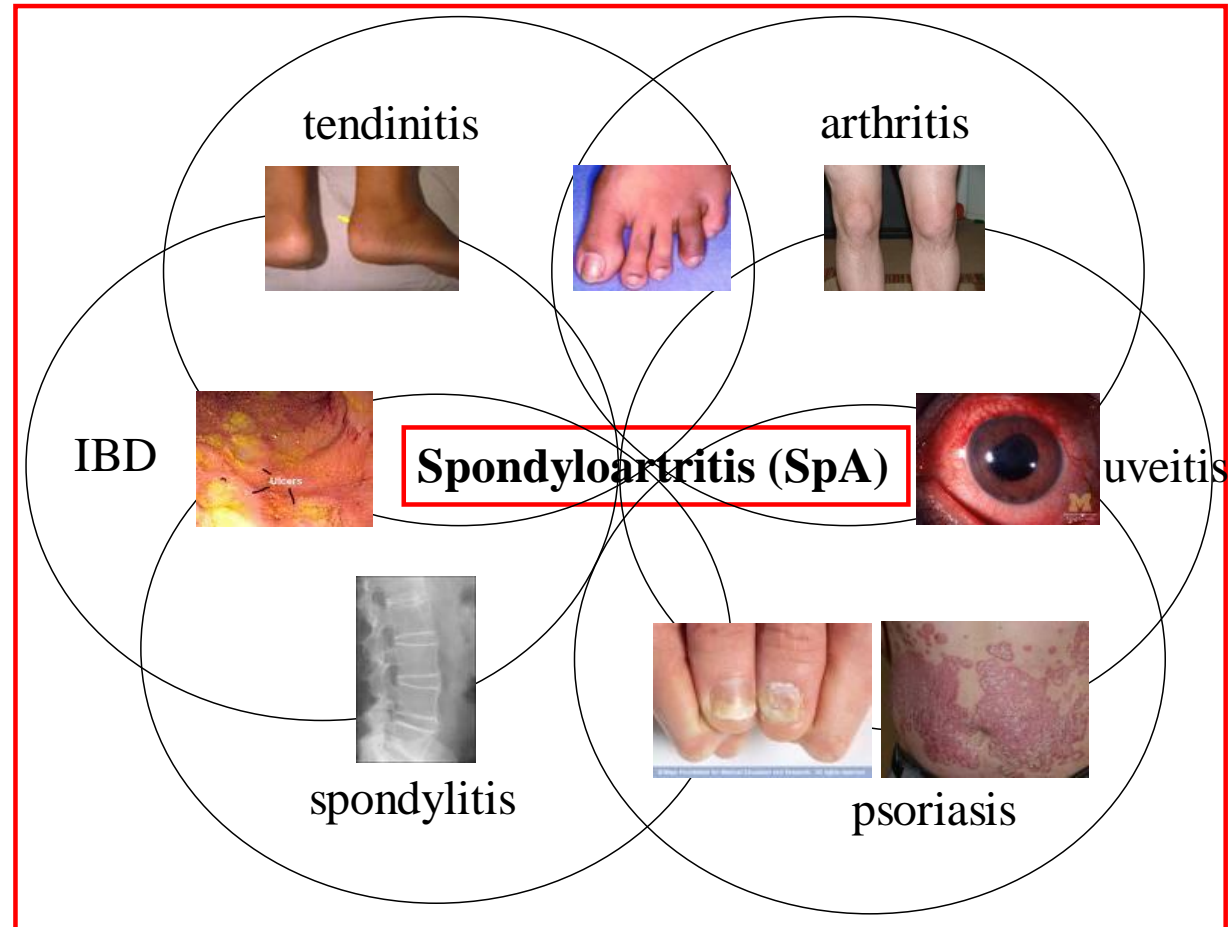 tendinitis
arthritis
IBD
Ulcers
Spondyloartritis (SpA)
M
uveitis
spondylitis
psoriasis